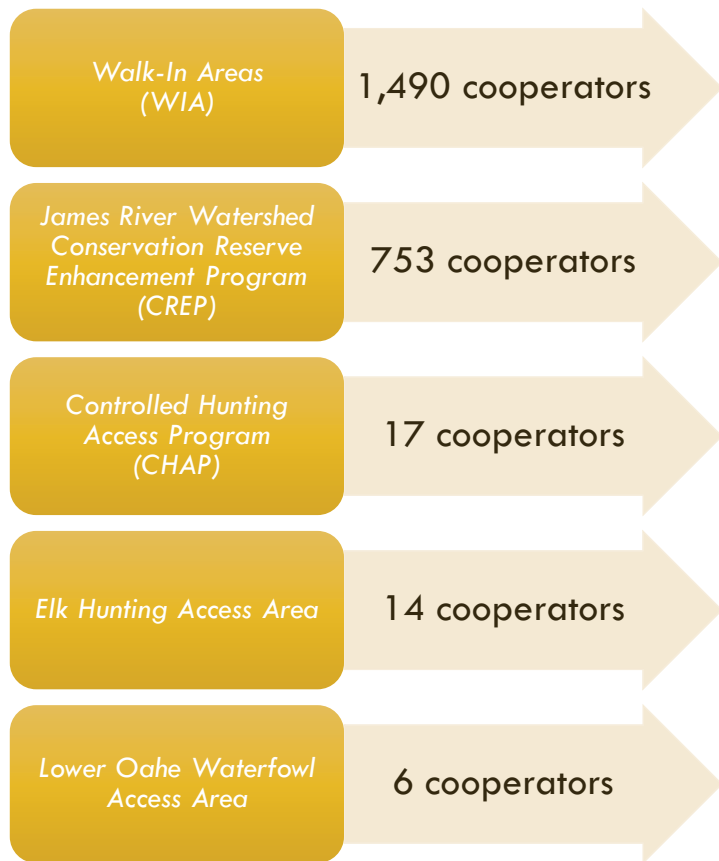 Walk-In Areas
(WIA)
1,490 cooperators
James River Watershed
Conservation Reserve
Enhancement Program
(CREP)
753 cooperators
Controlled Hunting
Access Program
(CHAP)
17 cooperators
Elk Hunting Access Area
14 cooperators
Lower Oahe Waterfowl
Access Area
6 cooperators